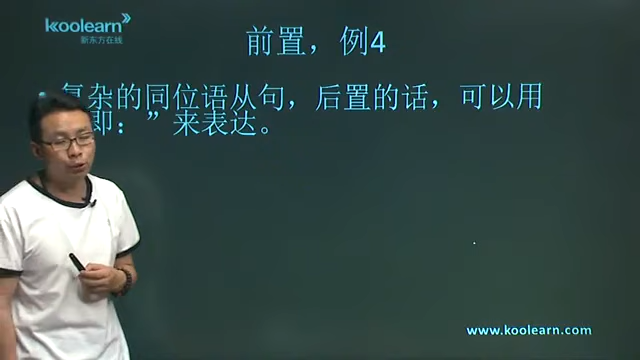 koolearn
新东方在线
前置，例4
复杂的同位语从句，后置的话，可以用
即：”来表达。
www.koolearn.com